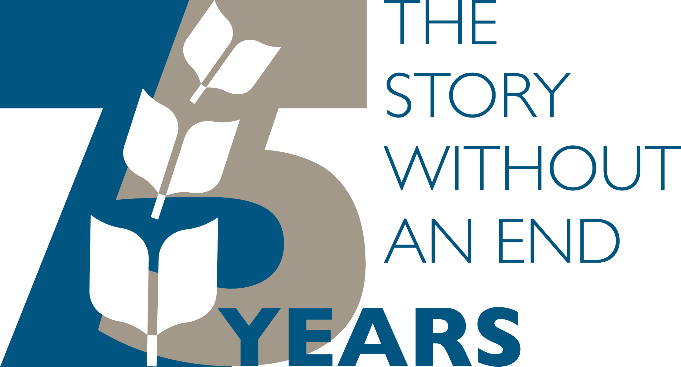 75
THE
STORY
WITHOUT
AN END
YEARS